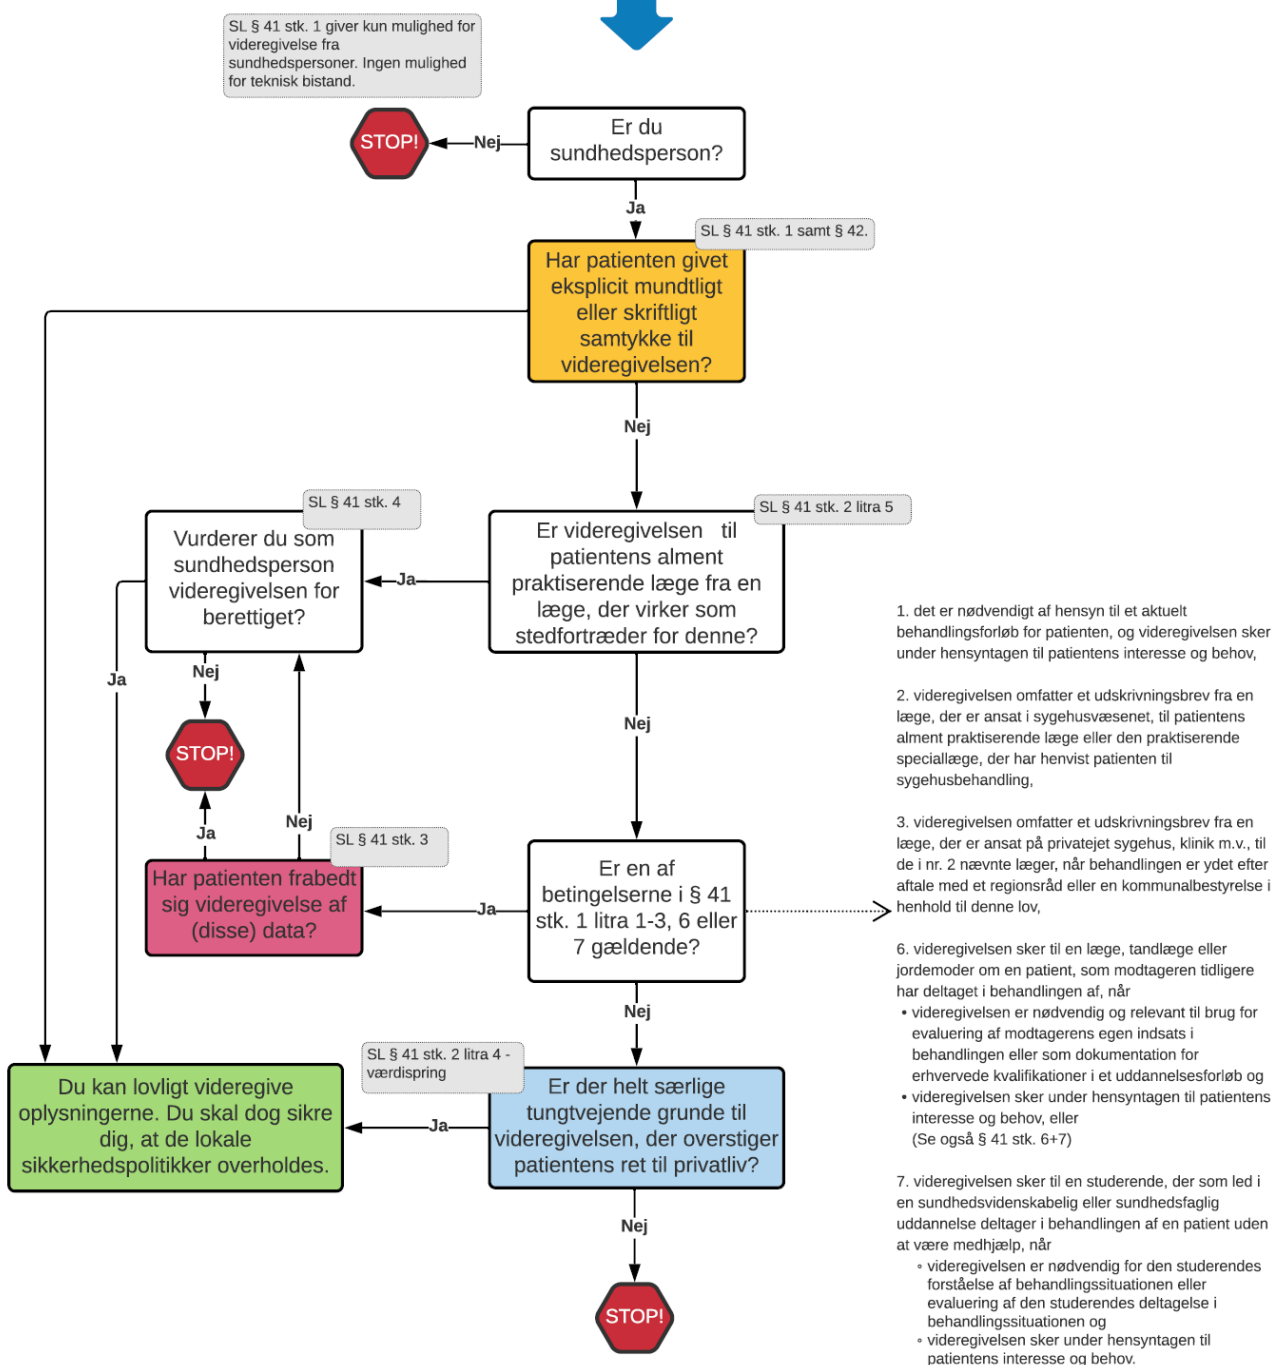 SL § 41 stk. 1 giver kun mulighed for
videregivelse fra
sundhedspersoner. Ingen mulighed
for teknisk bistand.
STOP!
Nej
Er du
sundhedsperson?
Ja
SL § 41 stk. 1 samt § 42.
Har patienten givet
eksplicit mundtligt
eller skriftligt
samtykke til
videregivelsen?
Nej
SL § 41 stk. 4
Vurderer du som
sundhedsperson
videregivelsen for
berettiget?
Ja
SL § 41 stk. 2 litra 5
Er videregivelsen til
patientens alment
praktiserende læge fra en
læge, der virker som
stedfortræder for denne?
Ja
Nej
STOP!
Ja
Nej
Nej
SL § 41 stk. 3
Har patienten frabedt
sig videregivelse af
(disse) data?
Ja
Er en af
betingelserne i § 41
stk. 1 litra 1-3, 6 eller
7 gældende?
Nej
SL § 41 stk. 2 litra 4 -
værdispring
Du kan lovligt videregive
oplysningerne. Du skal dog sikre
dig, at de lokale
sikkerhedspolitikker overholdes.
Ja
Er der helt særlige
tungtvejende grunde til
videregivelsen, der overstiger
patientens ret til privatliv?
Nej
STOP!
1. det er nødvendigt af hensyn til et aktuelt
behandlingsforløb for patienten, og videregivelsen sker
under hensyntagen til patientens interesse og behov,
2. videregivelsen omfatter et udskrivningsbrev fra en
læge, der er ansat i sygehusvæsenet, til patientens
alment praktiserende læge eller den praktiserende
speciallæge, der har henvist patienten til
sygehusbehandling,
3. videregivelsen omfatter et udskrivningsbrev fra en
læge, der er ansat på privatejet sygehus, klinik m.v., til
de i nr. 2 nævnte læger, når behandlingen er ydet efter
aftale med et regionsråd eller en kommunalbestyrelse i
henhold til denne lov,
6. videregivelsen sker til en læge, tandlæge eller
jordemoder om en patient, som modtageren tidligere
har deltaget i behandlingen af, når
• videregivelsen er nødvendig og relevant til brug for
evaluering af modtagerens egen indsats i
behandlingen eller som dokumentation for
erhvervede kvalifikationer i et uddannelsesforløb og
• videregivelsen sker under hensyntagen til patientens
interesse og behov, eller
(Se også § 41 stk. 6+7)
7. videregivelsen sker til en studerende, der som led i
en sundhedsvidenskabelig eller sundhedsfaglig
uddannelse deltager i behandlingen af en patient uden
at være medhjælp, når
◦ videregivelsen er nødvendig for den studerendes
forståelse af behandlingssituationen eller
evaluering af den studerendes deltagelse i
behandlingssituationen og
◦ videregivelsen sker under hensyntagen til
patientens interesse og behov.